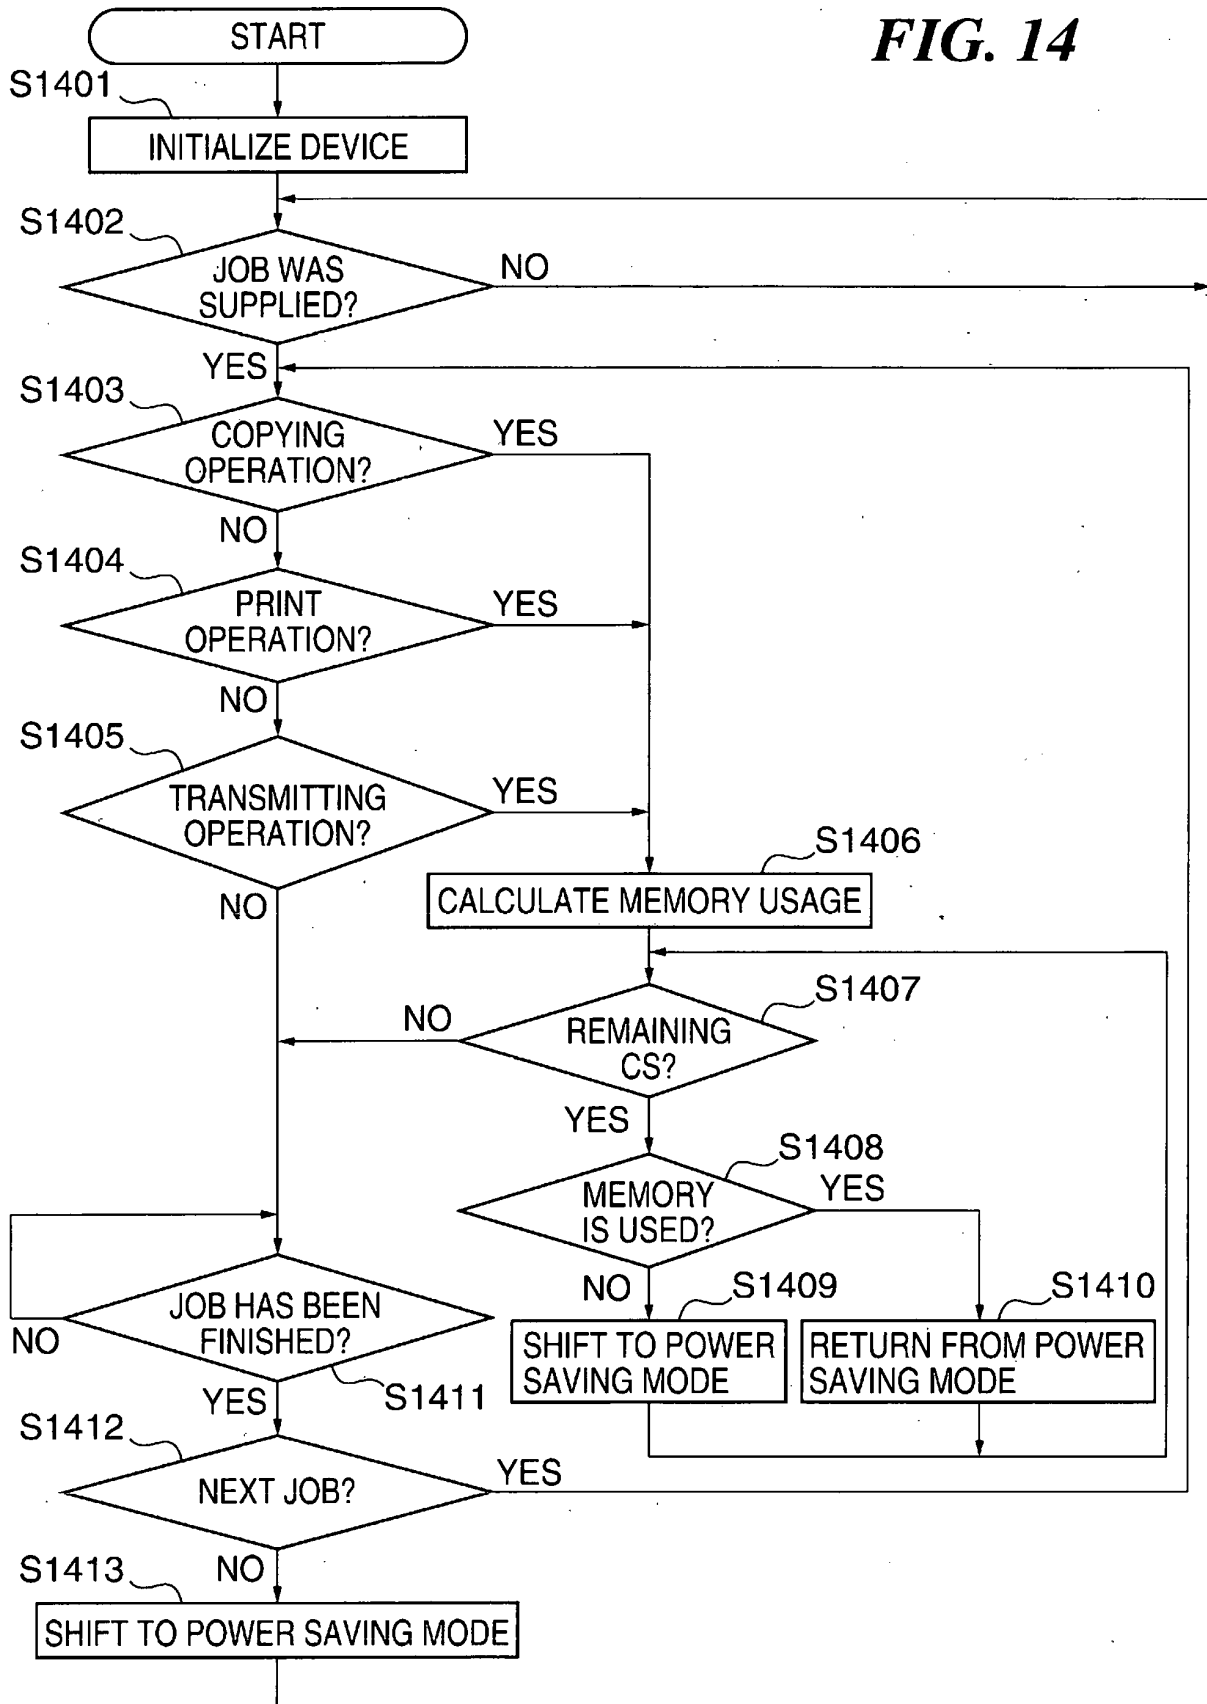 FIG. 14
START
S1401
INITIALIZE DEVICE
S1402
JOB WAS
SUPPLIED?
NO
YES
S1403
COPYING
OPERATION?
YES
NO
S1404
PRINT
OPERATION?
YES
NO
S1405
TRANSMITTING
OPERATION?
YES
NO
S1406
CALCULATE MEMORY USAGE
S1407
REMAINING
CS?
NO
YES
S1408
MEMORY
IS USED?
YES
NO
S1409
SHIFT TO POWER
SAVING MODE
S1410
RETURN FROM POWER
SAVING MODE
JOB HAS BEEN
FINISHED?
NO
YES
S1411
S1412
NEXT JOB?
YES
NO
S1413
SHIFT TO POWER SAVING MODE